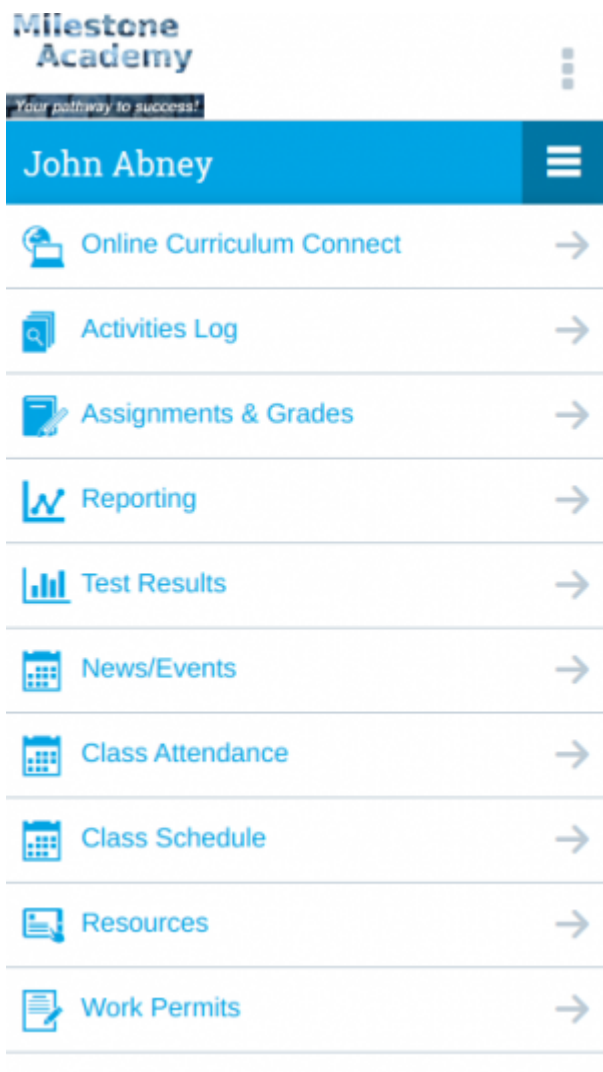 Milestone
Academy
Your pathway to success!
John Abney
Online Curriculum Connect
Activities Log
Assignments & Grades
Reporting
Test Results
News/Events
Class Attendance
Class Schedule
Resources
Work Permits